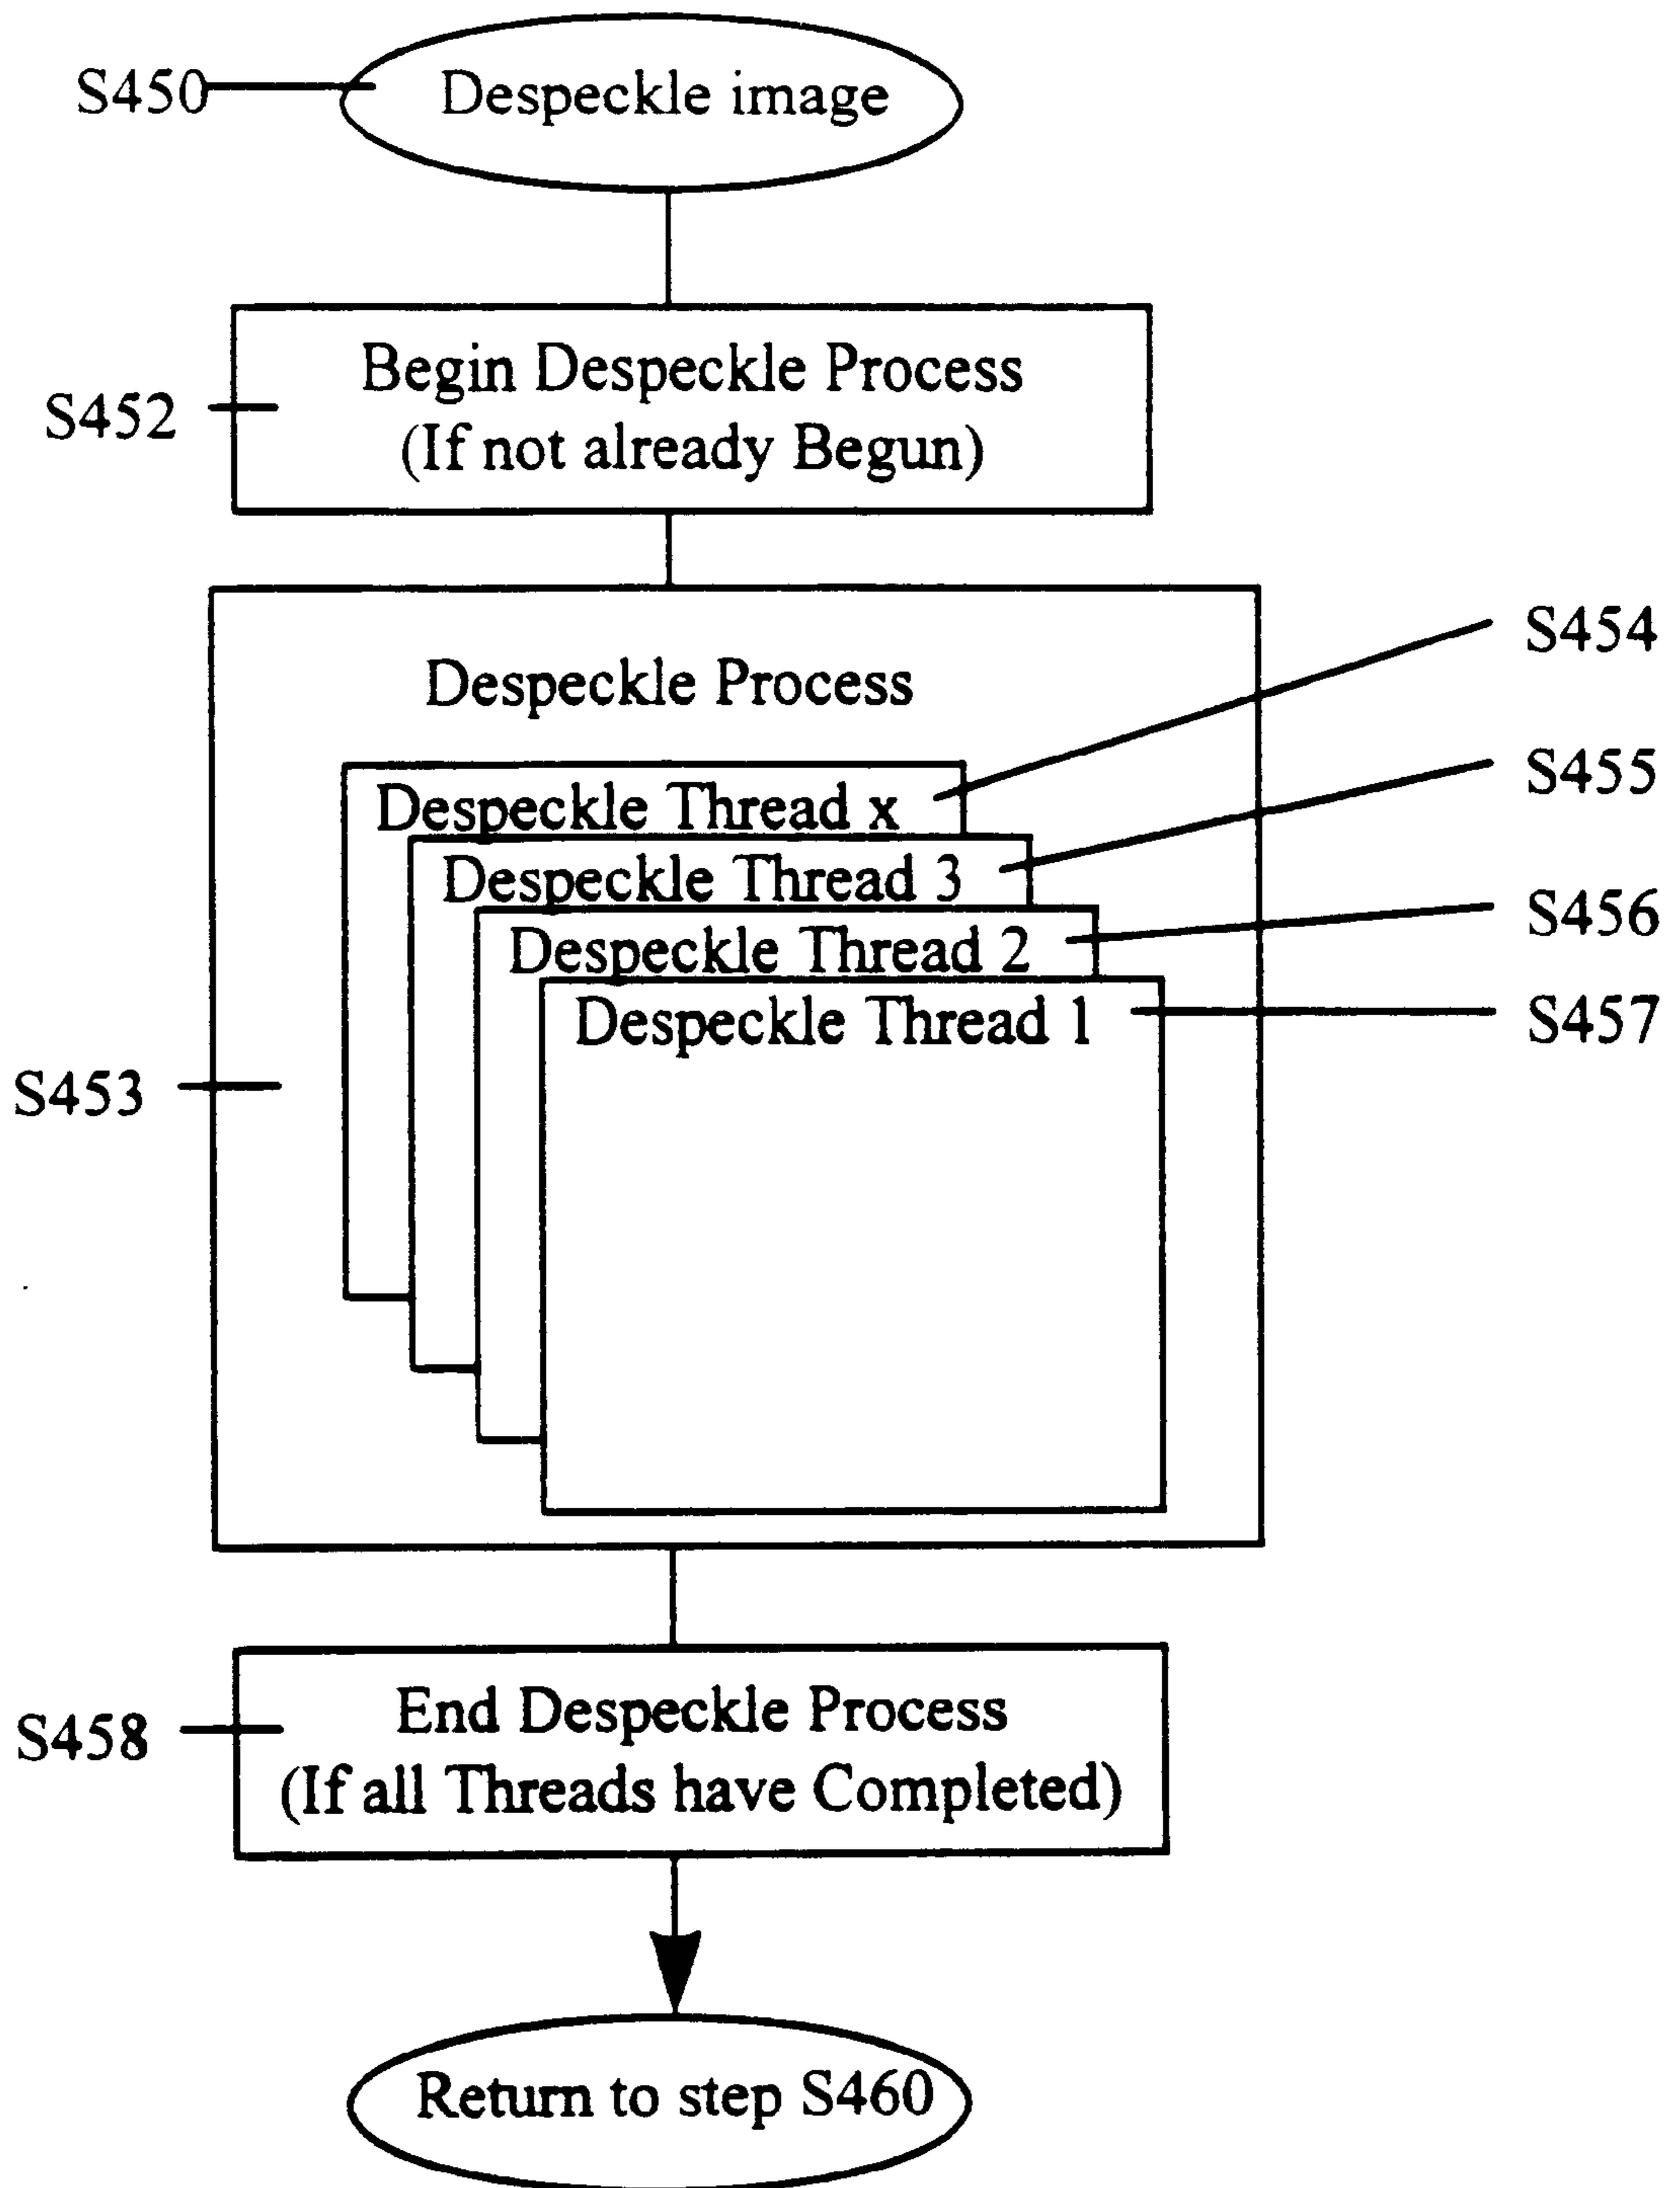 S450
Despeckle image
Begin Despeckle Process
S452
(If not already Begun)
S454
Despeckle Process
S455
Despeckle Thread x
Despeckle Thread 3
S456
Despeckle Thread 2
S457
Despeckle Thread 1
S453
End Despeckle Process
S458
(If all Threads have Completed)
Return to step S460